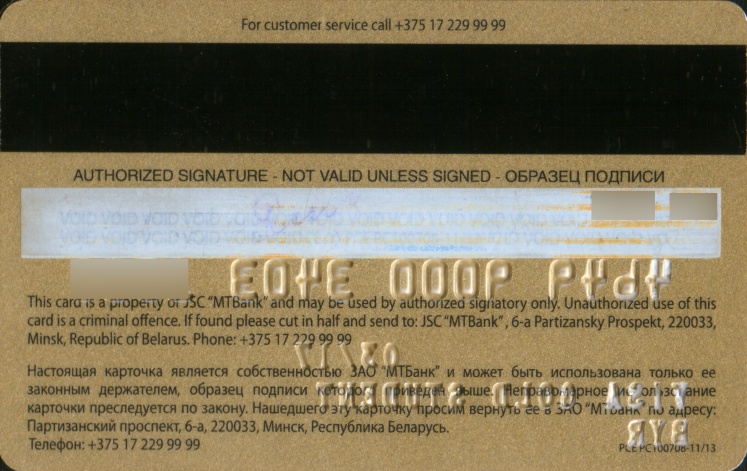 For customer service call +375 17 229 99 99
AUTHORIZED SIGNATURE - NOT VALID UNLESS SIGNED - ОБРАЗЕЦ ПОДПИСИ
This card is a property of JSC "MTBank" and may be used by authorized signatory only. Unauthorized use of this
card is a criminal offence. If found please cut in half and send to: JSC "MTBank" , 6-a Partizansky Prospekt, 220033,
Minsk, Republic of Belarus. Phone: +375 17 229 99 99
Настоящая карточка является собственностью ЗАО "МТБанк" и может быть использована только ее
законным держателем, образец подписи которого приведен выше. Неправомерное использование
карточки преследуется по закону. Нашедшего эту карточку просим вернуть ее в ЗАО "МТБанк" по адресу:
Партизанский проспект, 6-а, 220033, Минск, Республика Беларусь.
Телефон: +375 17 229 99 99
PCE PC100708-11/13